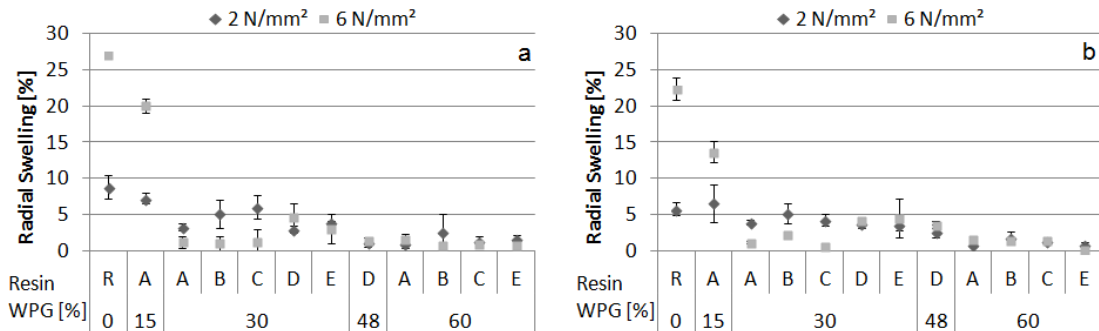 2 N/mm² 6 N/mm²
a
Radial Swelling [%]
30
25
20
15
10
5
0
Resin R A A B C D E D A B C E
WPG [%] 0 15 30 48 60
2 N/mm² 6 N/mm²
b
Radial Swelling [%]
30
25
20
15
10
5
0
Resin R A A B C D E D A B C E
WPG [%] 0 15 30 48 60